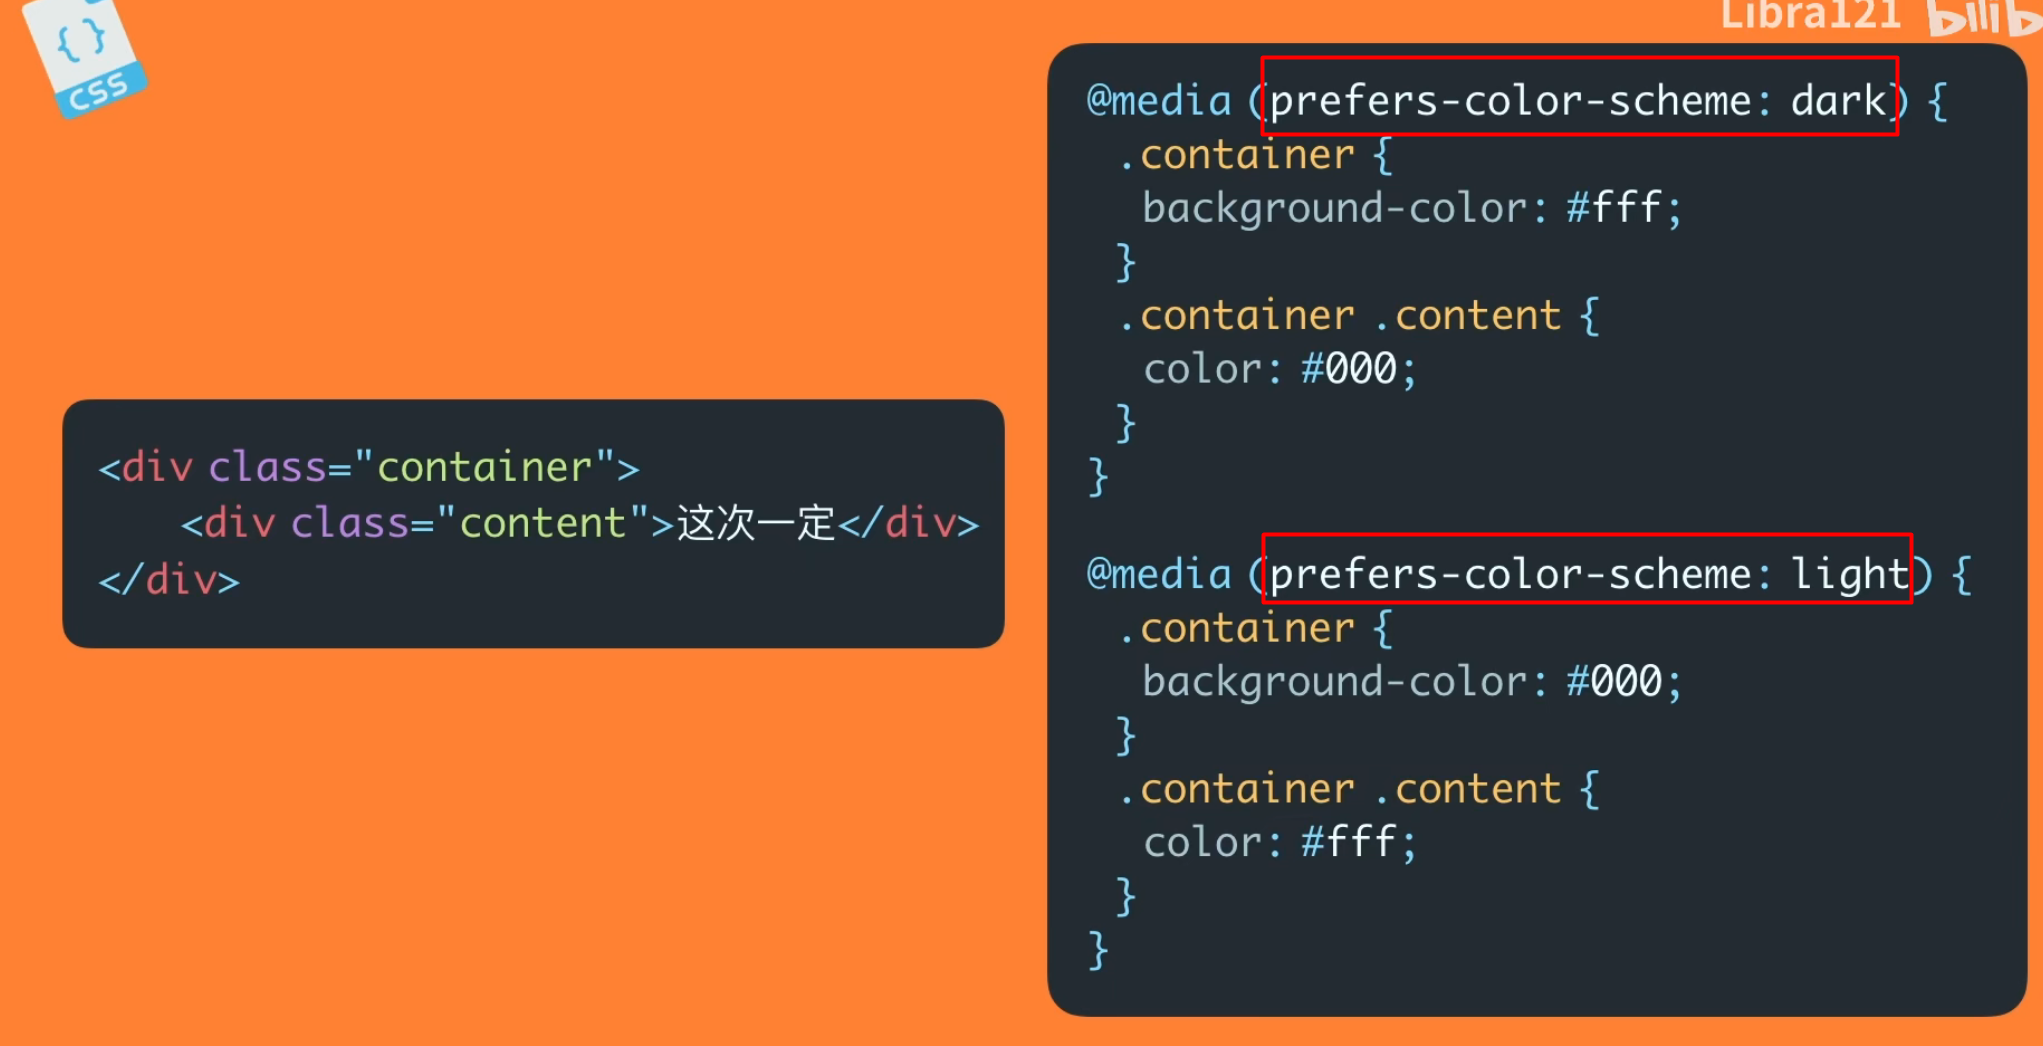 { }
CSS
Libra121 bilib
<div class="container">
<div class="content">这次一定</div>
</div>
@media (prefers-color-scheme: dark) {
.container {
background-color: #fff;
}
.container .content {
color: #000;
}
}
@media (prefers-color-scheme: light) {
.container {
background-color: #000;
}
.container .content {
color: #fff;
}
}